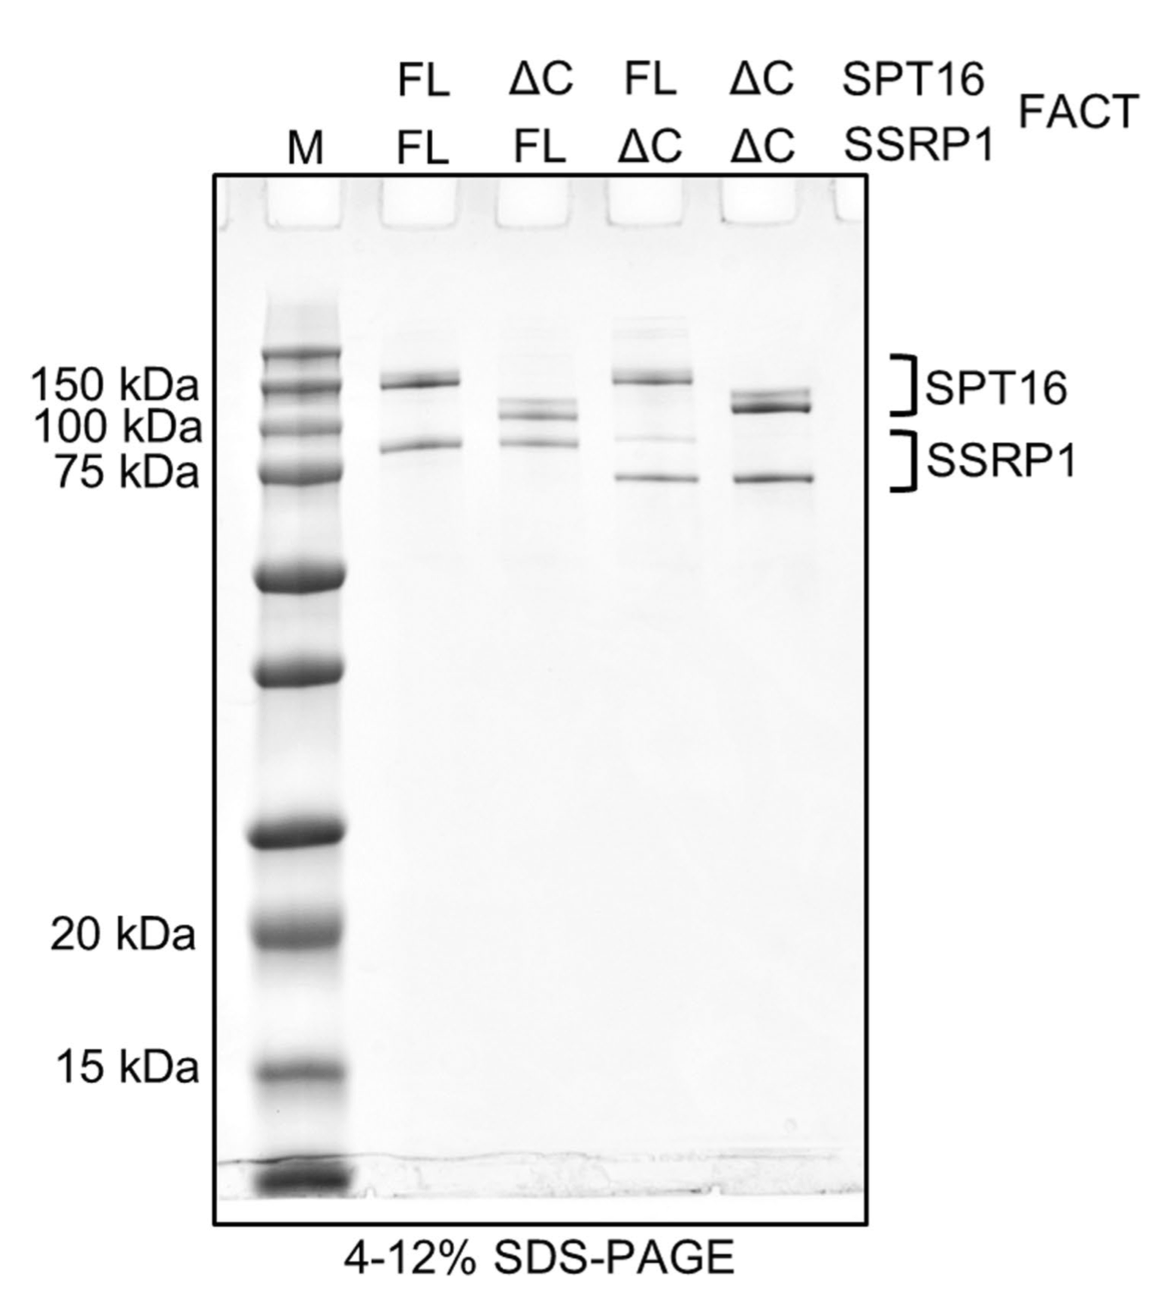 FL ΔC FL ΔC SPT16
FACT
M FL FL ΔC ΔC SSRP1
150 kDa
SPT16
100 kDa
SSRP1
75 kDa
20 kDa
15 kDa
4-12% SDS-PAGE